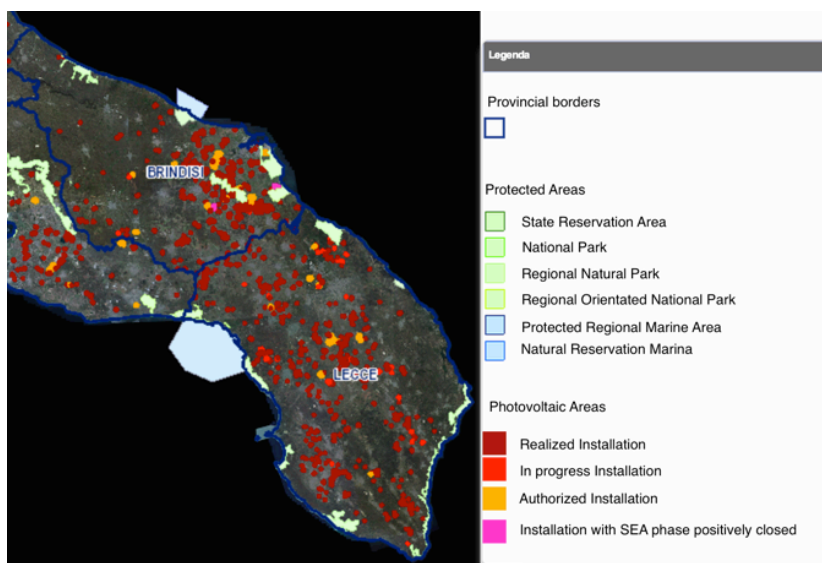 Legenda
Provincial borders
BRINDISI
Protected Areas
State Reservation Area
National Park
Regional Natural Park
Regional Orientated National Park
Protected Regional Marine Area
Natural Reservation Marina
LECCE
Photovoltaic Areas
Realized Installation
In progress Installation
Authorized Installation
Installation with SEA phase positively closed